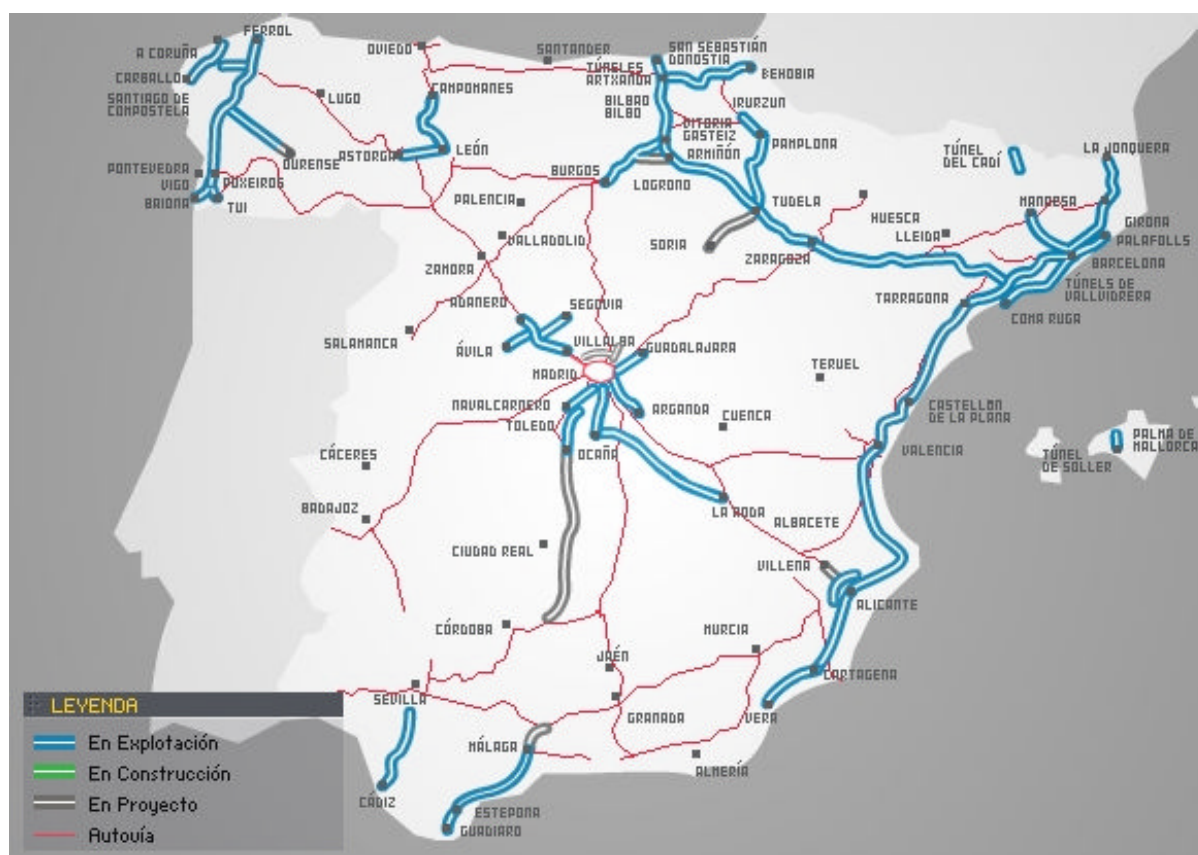 FERROL
OVIEDO
SANTANDER
SAN SEBASTIÁN
DONOSTIA
A CORUÑA
TÚNELES
ARTXANDA
BEHOBIA
CARBALLO
CAMPOMANES
SANTIAGO DE
COMPOSTELA
LUGO
BILBAO
BILBO
IRURZUN
VITORIA
GASTEIZ
PAMPLONA
ASTORGA
LEÓN
ARMIÑÓN
TÚNEL
DEL CADÍ
LA JONQUERA
OURENSE
PONTEVEDRA
VIGO
PUXEIROS
BURGOS
LOGRONO
BAIONA
TUI
PALENCIA
TUDELA
HUESCA
MANRESA
GIRONA
VALLADOLID
SORIA
LLEIDA
PALAFOLLS
ZAMORA
ZARAGOZA
BARCELONA
TÚNELS DE
VALLVIDRERA
ADANERO
SEGOVIA
TARRAGONA
COMA RUGA
SALAMANCA
ÁVILA
VILLALBA
GUADALAJARA
MADRID
TERUEL
NAVALCARNERO
ARGANDA
CUENCA
CASTELLÓN
DE LA PLANA
TOLEDO
OCAÑA
VALENCIA
PALMA DE
MALLORCA
TÚNEL
DE SOLLER
CÁCERES
BADAJOZ
LA RODA
ALBACETE
CIUDAD REAL
VILLENA
ALICANTE
CÓRDOBA
MURCIA
JAÉN
CARTAGENA
SEVILLA
GRANADA
VERA
MÁLAGA
ALMERÍA
CÁDIZ
ESTEPONA
GUADIARO
LEYENDA
En Explotación
En Construcción
En Proyecto
Autovía